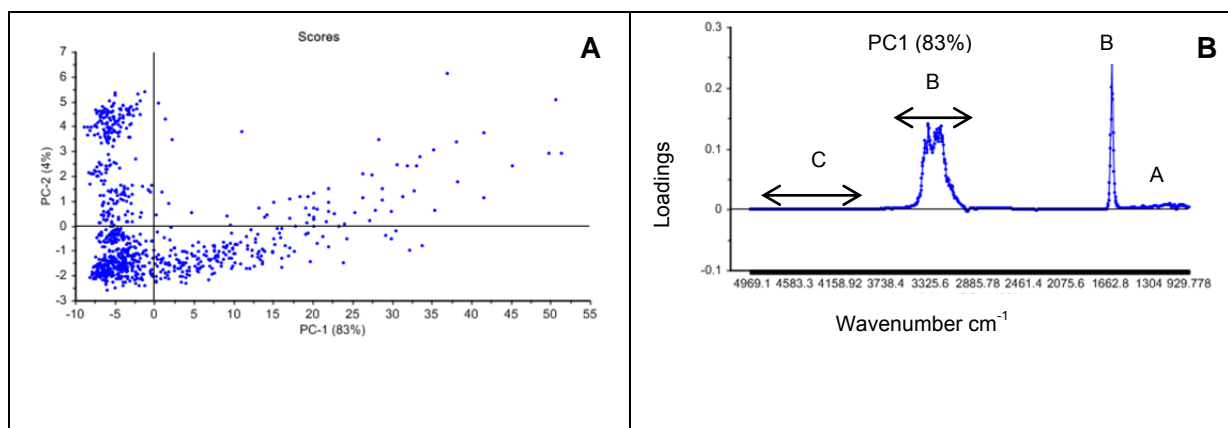 Scores
A
7
6
5
4
3
2
1
0
-1
-2
-3
PC-2 (4%)
-10 -5 0 5 10 15 20 25 30 35 40 45 50 55
PC-1 (83%)
B
PC1 (83%)
B
B
C
A
0.3
0.2
0.1
0
-0.1
Loadings
4969.1 4583.3 4158.92 3738.4 3325.6 2885.78 2461.4 2075.6 1662.8 1304 929.778
Wavenumber cm-1